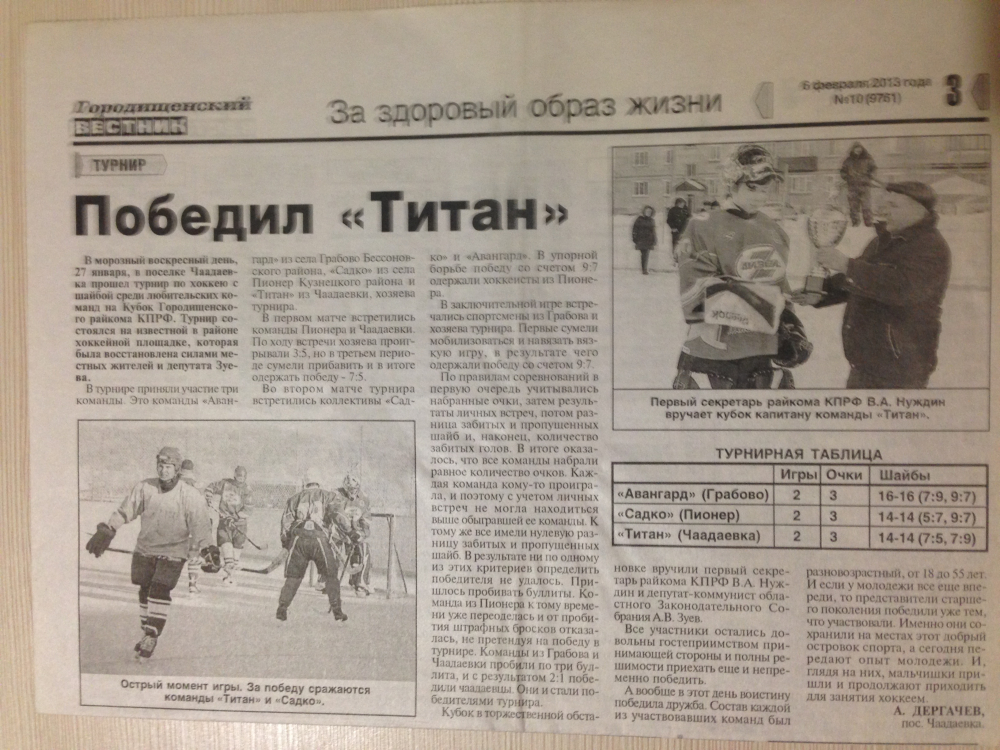 Городищенский
ВЕСТНИК
За здоровый образ жизни
6 февраля 2013 года
№10 (9761)
3
ТУРНИР
Победил «Титан»
В морозный воскресный день,
27 января, в поселке Чаадаев-
ка прошел турнир по хоккею с
шайбой среди любительских ко-
манд на Кубок Городищенско-
го райкома КПРФ. Турнир со-
стоялся на известной в районе
хоккейной площадке, которая
была восстановлена силами мест-
ных жителей и депутата Зуе-
ва.
В турнире приняли участие три
команды. Это команды «Аван-
гард» из села Грабово Бессонов-
ского района, «Садко» из села
Пионер Кузнецкого района и
«Титан» из Чаадаевки, хозяева
турнира.
В первом матче встретились
команды Пионера и Чаадаевки.
По ходу встречи хозяева проиг-
рывали 3:5, но в третьем перио-
де сумели прибавить и в итоге
одержать победу - 7:5.
Во втором матче турнира
встретились коллективы «Сад-
ко» и «Авангард». В упорной
борьбе победу со счетом 9:7
одержали хоккеисты из Пионе-
ра.
В заключительной игре встре-
чались спортсмены из Грабова и
хозяева турнира. Первые сумели
мобилизоваться и навязать вяз-
кую игру, в результате чего
одержали победу со счетом 9:7.
По правилам соревнований в
первую очередь учитывались
набранные очки, затем резуль-
таты личных встреч, потом раз-
ница забитых и пропущенных
шайб и, наконец, количество
забитых голов. В итоге оказа-
лось, что все команды набрали
равное количество очков. Каж-
дая команда кому-то проигра-
ла, и поэтому с учетом личных
встреч не могла находиться
выше обыгравшей ее команды. К
тому же все имели нулевую раз-
ницу забитых и пропущенных
шайб. В результате ни по одному
из этих критериев определить
победителя не удалось. При-
шлось пробивать буллиты. Ко-
манда из Пионера к тому време-
ни уже переоделась и от пробития
штрафных бросков отказа-
лась, не претендуя на победу в
турнире. Команды из Грабова и
Чаадаевки пробили по три бул-
лита, и с результатом 2:1 побе-
дили чаадаевцы. Они и стали по-
бедителями турнира.
Кубок в торжественной обста-
новке вручили первый секре-
тарь райкома КПРФ В.А. Нуж-
дин и депутат-коммунист обла-
стного Законодательного Со-
брания А.В. Зуев.
Все участники остались до-
вольны гостеприимством при-
нимающей стороны и полны ре-
шимости приехать еще и непре-
менно победить.
А вообще в этот день воистину
победила дружба. Состав каждой
из участвовавших команд был
разновозрастный, от 18 до 55 лет.
И если у молодежи все еще впе-
реди, то представители старше-
го поколения победили уже тем,
что участвовали. Именно они со-
хранили на местах этот добрый
островок спорта, а сегодня пе-
редают опыт молодежи. И,
глядя на них, мальчишки при-
шли и продолжают приходить
для занятия хоккеем.
А. ДЕРГАЧЕВ,
пос. Чаадаевка.
Первый секретарь райкома КПРФ В.А. Нуждин
вручает кубок капитану команды «Титан».
ТУРНИРНАЯ ТАБЛИЦА
Игры Очки Шайбы
«Авангард» (Грабово) 2 3 16-16 (7:9, 9:7)
«Садко» (Пионер) 2 3 14-14 (5:7, 9:7)
«Титан» (Чаадаевка) 2 3 14-14 (7:5, 7:9)
Острый момент игры. За победу сражаются
команды «Титан» и «Садко».